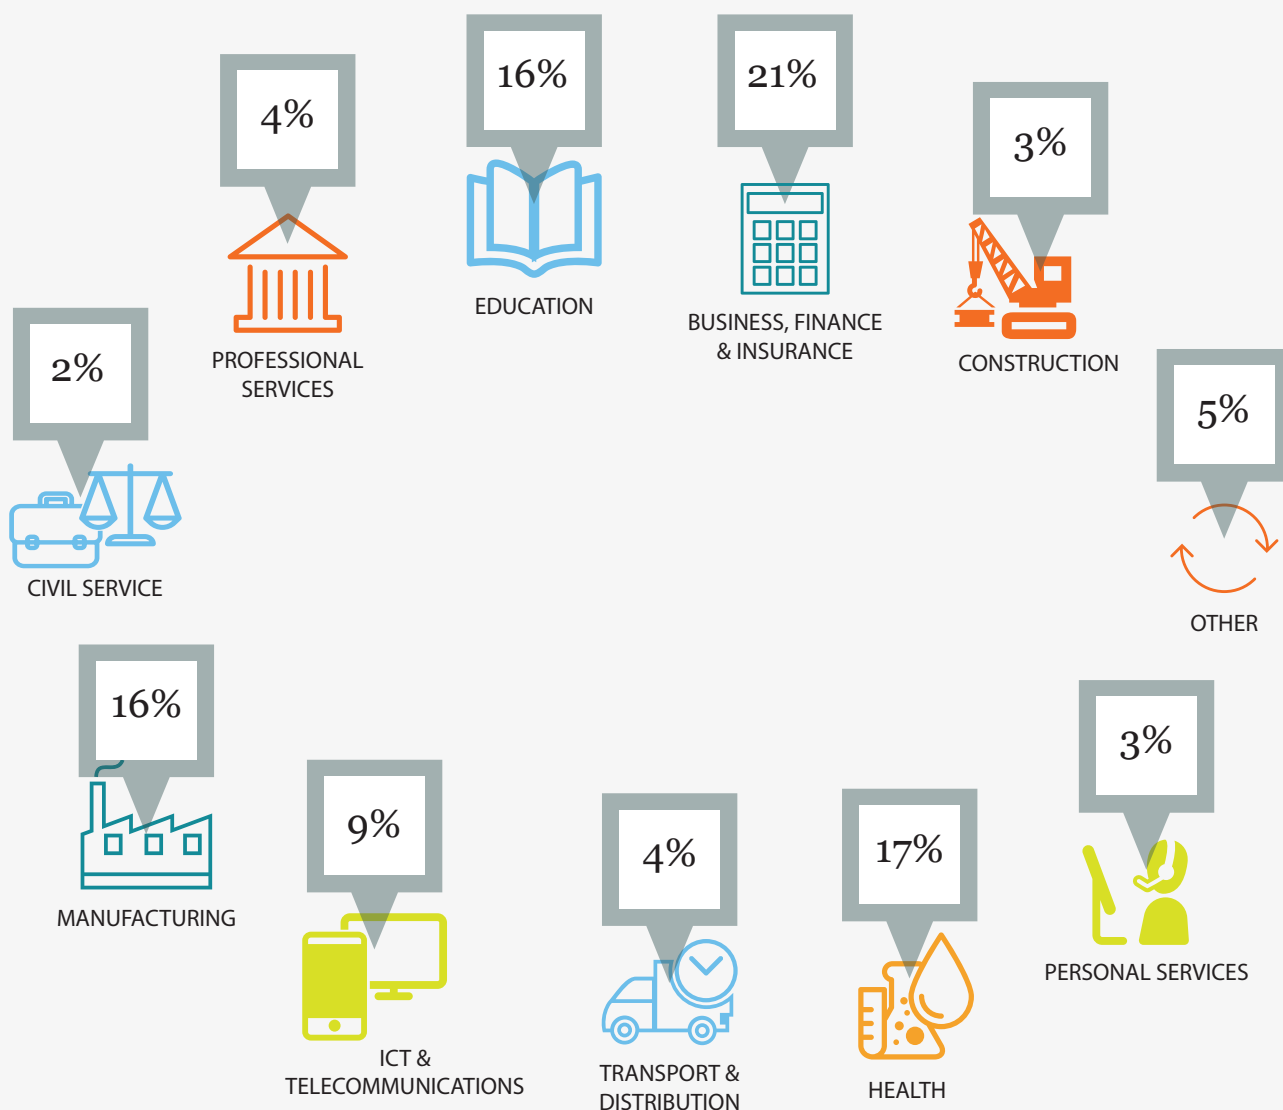 16%
EDUCATION
21%
BUSINESS, FINANCE
& INSURANCE
4%
PROFESSIONAL
SERVICES
3%
CONSTRUCTION
2%
CIVIL SERVICE
5%
OTHER
16%
MANUFACTURING
3%
PERSONAL SERVICES
9%
ICT &
TELECOMMUNICATIONS
4%
TRANSPORT &
DISTRIBUTION
17%
HEALTH